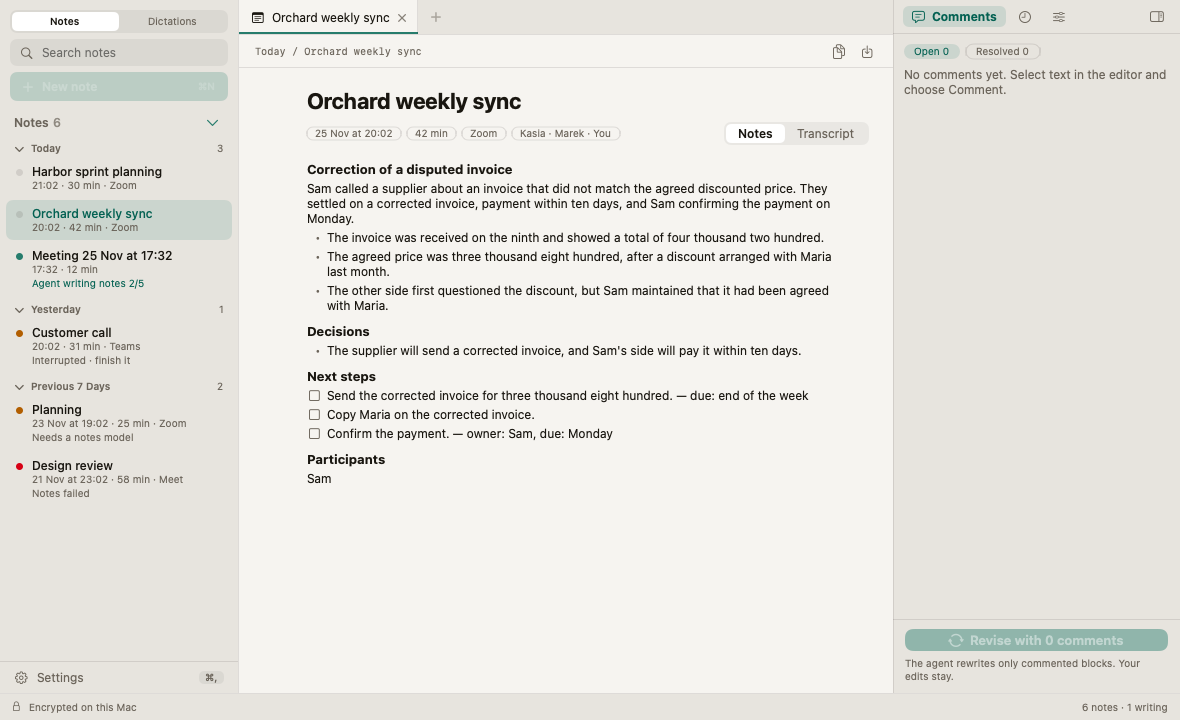 Notes
Dictations
Search notes
New note
⌘N
Notes 6
Today 3
Harbor sprint planning
21:02 · 30 min · Zoom
Orchard weekly sync
20:02 · 42 min · Zoom
Meeting 25 Nov at 17:32
17:32 · 12 min
Agent writing notes 2/5
Yesterday 1
Customer call
20:02 · 31 min · Teams
Interrupted · finish it
Previous 7 Days 2
Planning
23 Nov at 19:02 · 25 min · Zoom
Needs a notes model
Design review
21 Nov at 23:02 · 58 min · Meet
Notes failed
Settings
⌘,
Encrypted on this Mac
Orchard weekly sync
Today / Orchard weekly sync
Orchard weekly sync
25 Nov at 20:02
42 min
Zoom
Kasia · Marek · You
Notes
Transcript
Correction of a disputed invoice
Sam called a supplier about an invoice that did not match the agreed discounted price. They
settled on a corrected invoice, payment within ten days, and Sam confirming the payment on
Monday.
• The invoice was received on the ninth and showed a total of four thousand two hundred.
• The agreed price was three thousand eight hundred, after a discount arranged with Maria
last month.
• The other side first questioned the discount, but Sam maintained that it had been agreed
with Maria.
Decisions
• The supplier will send a corrected invoice, and Sam's side will pay it within ten days.
Next steps
Send the corrected invoice for three thousand eight hundred. — due: end of the week
Copy Maria on the corrected invoice.
Confirm the payment. — owner: Sam, due: Monday
Participants
Sam
Comments
Open 0
Resolved 0
No comments yet. Select text in the editor and
choose Comment.
Revise with 0 comments
The agent rewrites only commented blocks. Your
edits stay.
6 notes · 1 writing